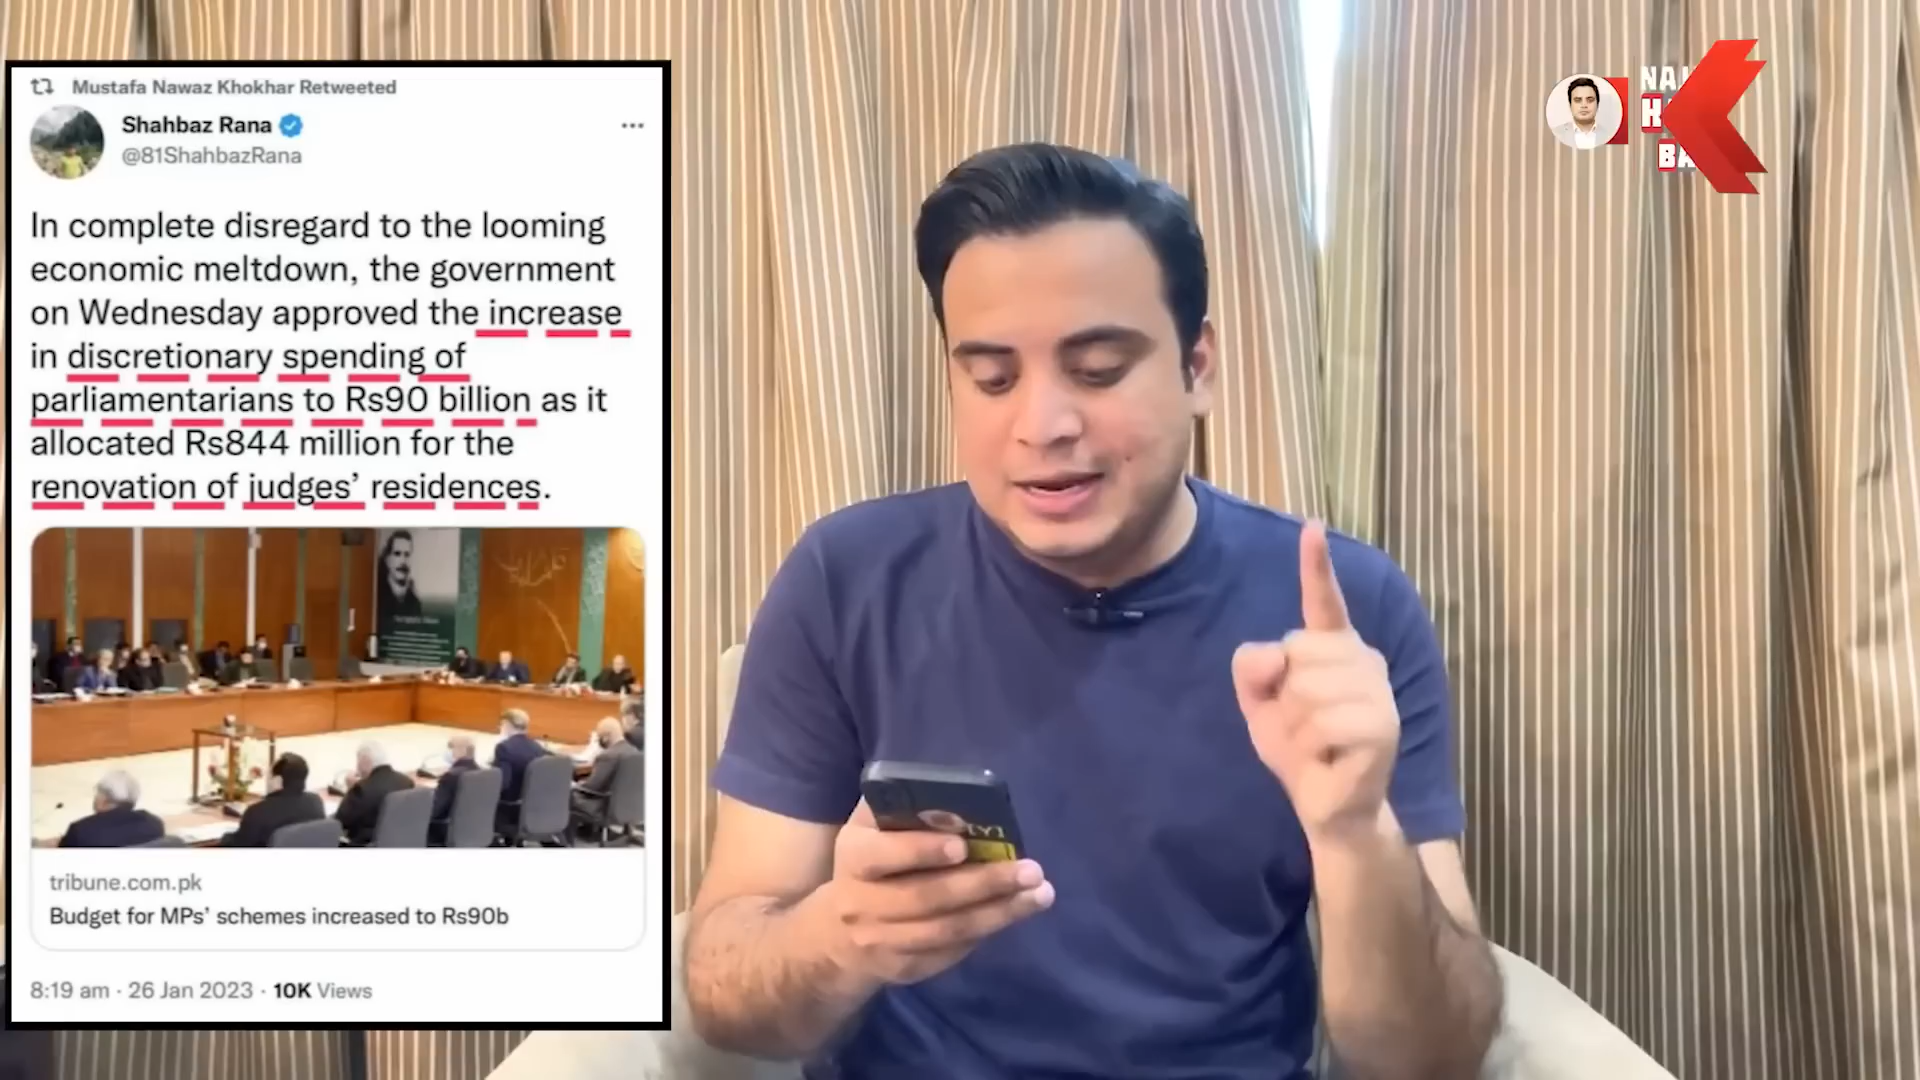 Mustafa Nawaz Khokhar Retweeted
Shahbaz Rana
@81ShahbazRana
In complete disregard to the looming
economic meltdown, the government
on Wednesday approved the increase
in discretionary spending of
parliamentarians to Rs90 billion as it
allocated Rs844 million for the
renovation of judges’ residences.
tribune.com.pk
Budget for MPs’ schemes increased to Rs90b
8:19 am · 26 Jan 2023 · 10K Views